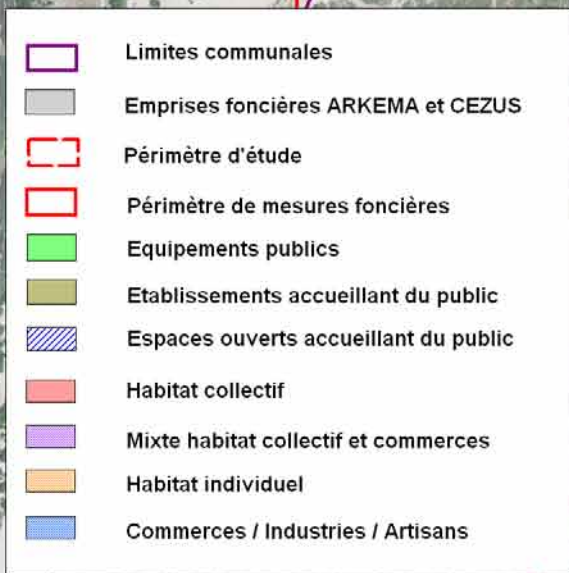 Limites communales
Emprises foncières ARKEMA et CEZUS
Périmètre d'étude
Périmètre de mesures foncières
Equipements publics
Etablissements accueillant du public
Espaces ouverts accueillant du public
Habitat collectif
Mixte habitat collectif et commerces
Habitat individuel
Commerces / Industries / Artisans